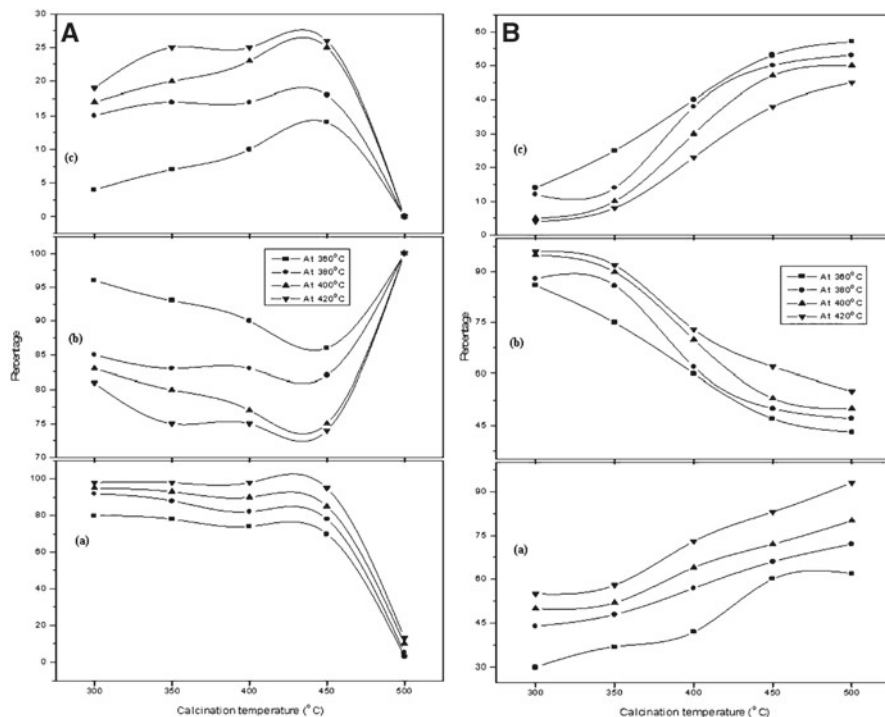 A
30
25
20
15
10
5
0
(c)
100
95
90
85
80
75
70
(b)
At 360°C
At 380°C
At 400°C
At 420°C
Percentage
100
80
60
40
20
0
(a)
300 350 400 450 500
Calcination temperature (°C)
B
60
50
40
30
20
10
0
(c)
90
75
60
45
(b)
At 360°C
At 380°C
At 400°C
At 420°C
Percentage
90
75
60
45
30
(a)
300 350 400 450 500
Calcination temperature (°C)